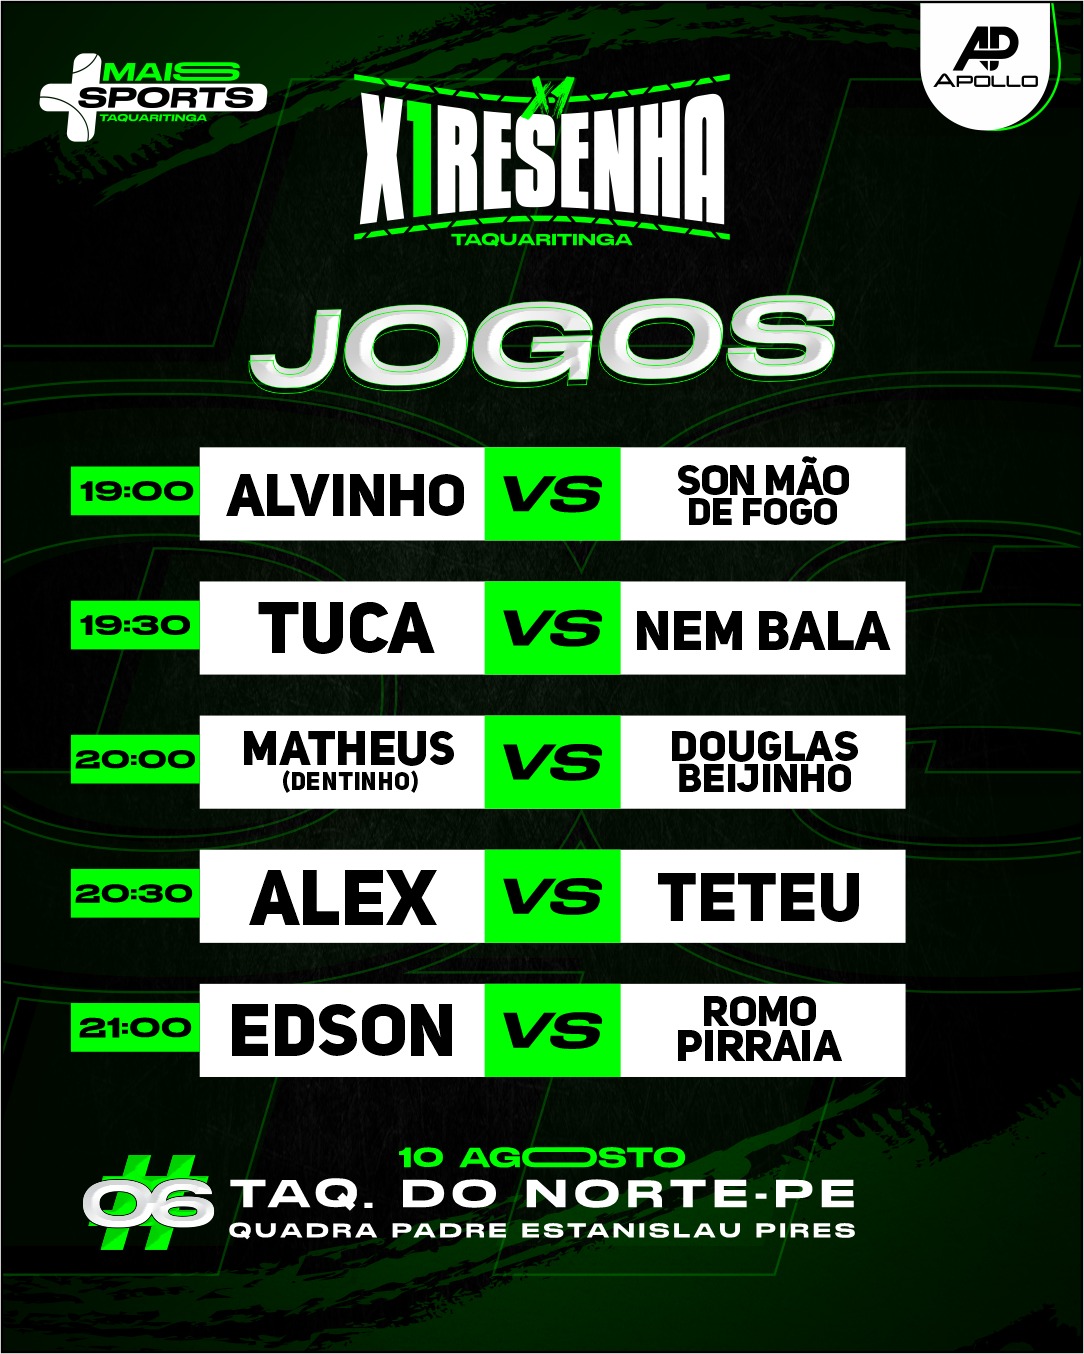 MAIS
SPORTS
TAQUARITINGA
X1
X1RESENHA
TAQUARITINGA
AP
APOLLO
JOGOS
19:00 ALVINHO VS SON MÃO DE FOGO
19:30 TUCA VS NEM BALA
20:00 MATHEUS (DENTINHO) VS DOUGLAS BEIJINHO
20:30 ALEX VS TETEU
21:00 EDSON VS ROMO PIRRAIA
10 AGOSTO
#06 TAQ. DO NORTE-PE
QUADRA PADRE ESTANISLAU PIRES